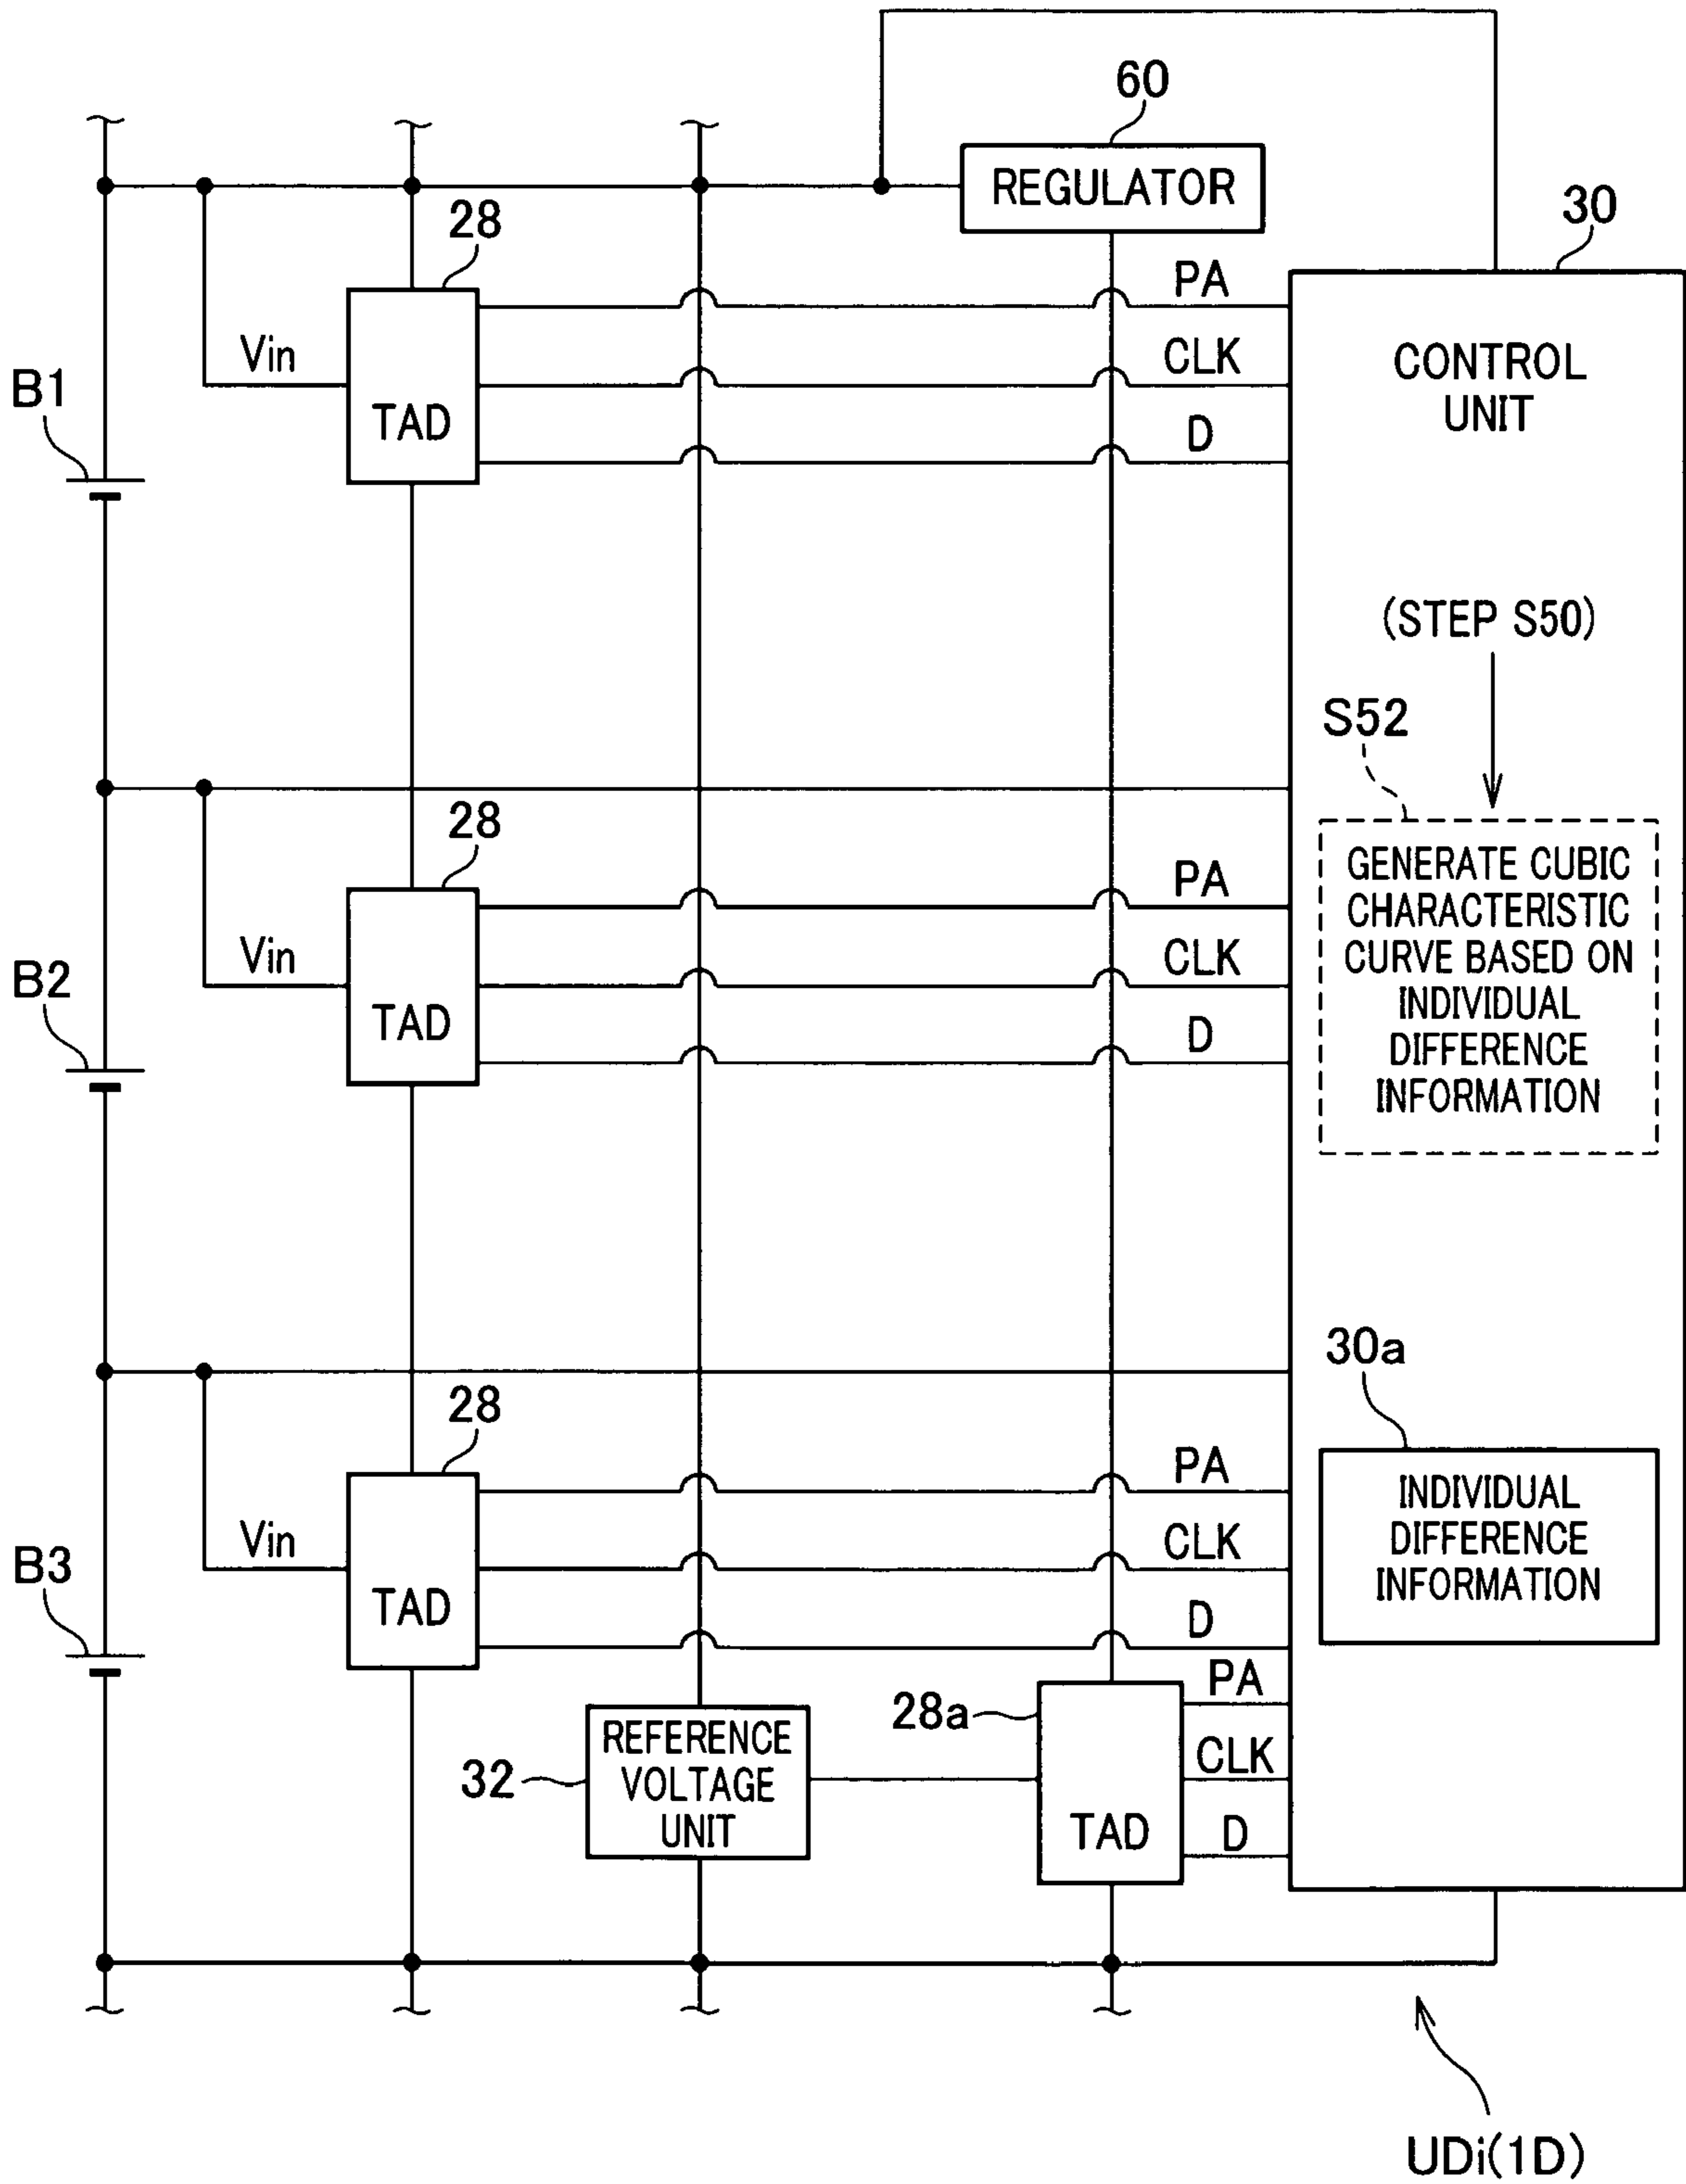 60
REGULATOR
30
28
PA
Vin
CLK
CONTROL
UNIT
B1
TAD
D
(STEP S50)
S52
28
PA
GENERATE CUBIC
CHARACTERISTIC
CURVE BASED ON
INDIVIDUAL
DIFFERENCE
INFORMATION
Vin
CLK
B2
TAD
D
30a
28
PA
INDIVIDUAL
DIFFERENCE
INFORMATION
Vin
CLK
B3
TAD
D
PA
28a
REFERENCE
VOLTAGE
UNIT
32
CLK
TAD
D
UDi(1D)